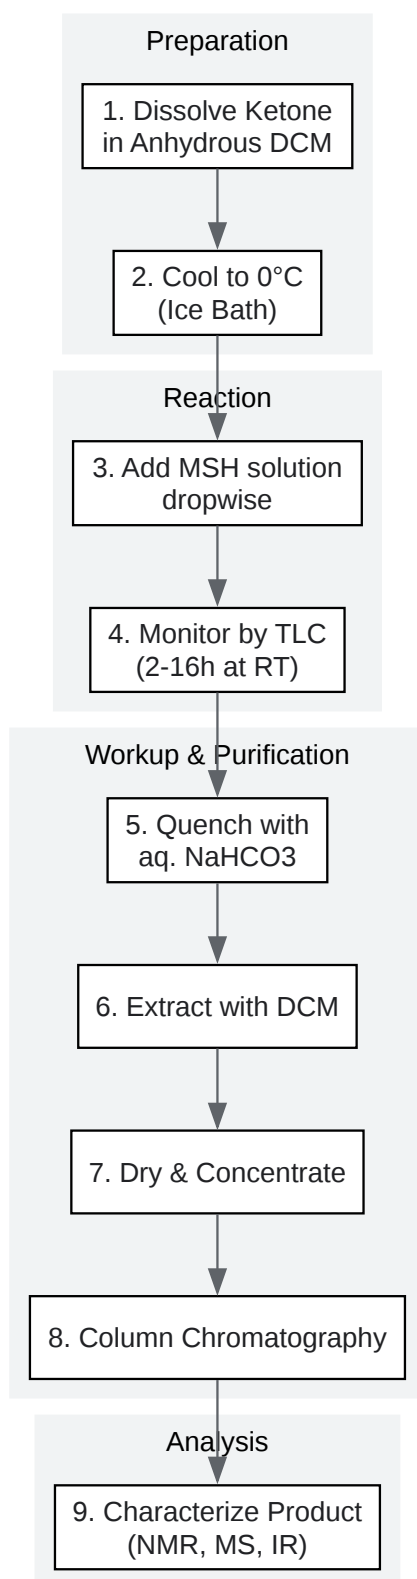 Preparation
1. Dissolve Ketone
in Anhydrous DCM
2. Cool to 0°C
(Ice Bath)
Reaction
3. Add MSH solution
dropwise
4. Monitor by TLC
(2-16h at RT)
Workup & Purification
5. Quench with
aq. NaHCO3
6. Extract with DCM
7. Dry & Concentrate
8. Column Chromatography
Analysis
9. Characterize Product
(NMR, MS, IR)